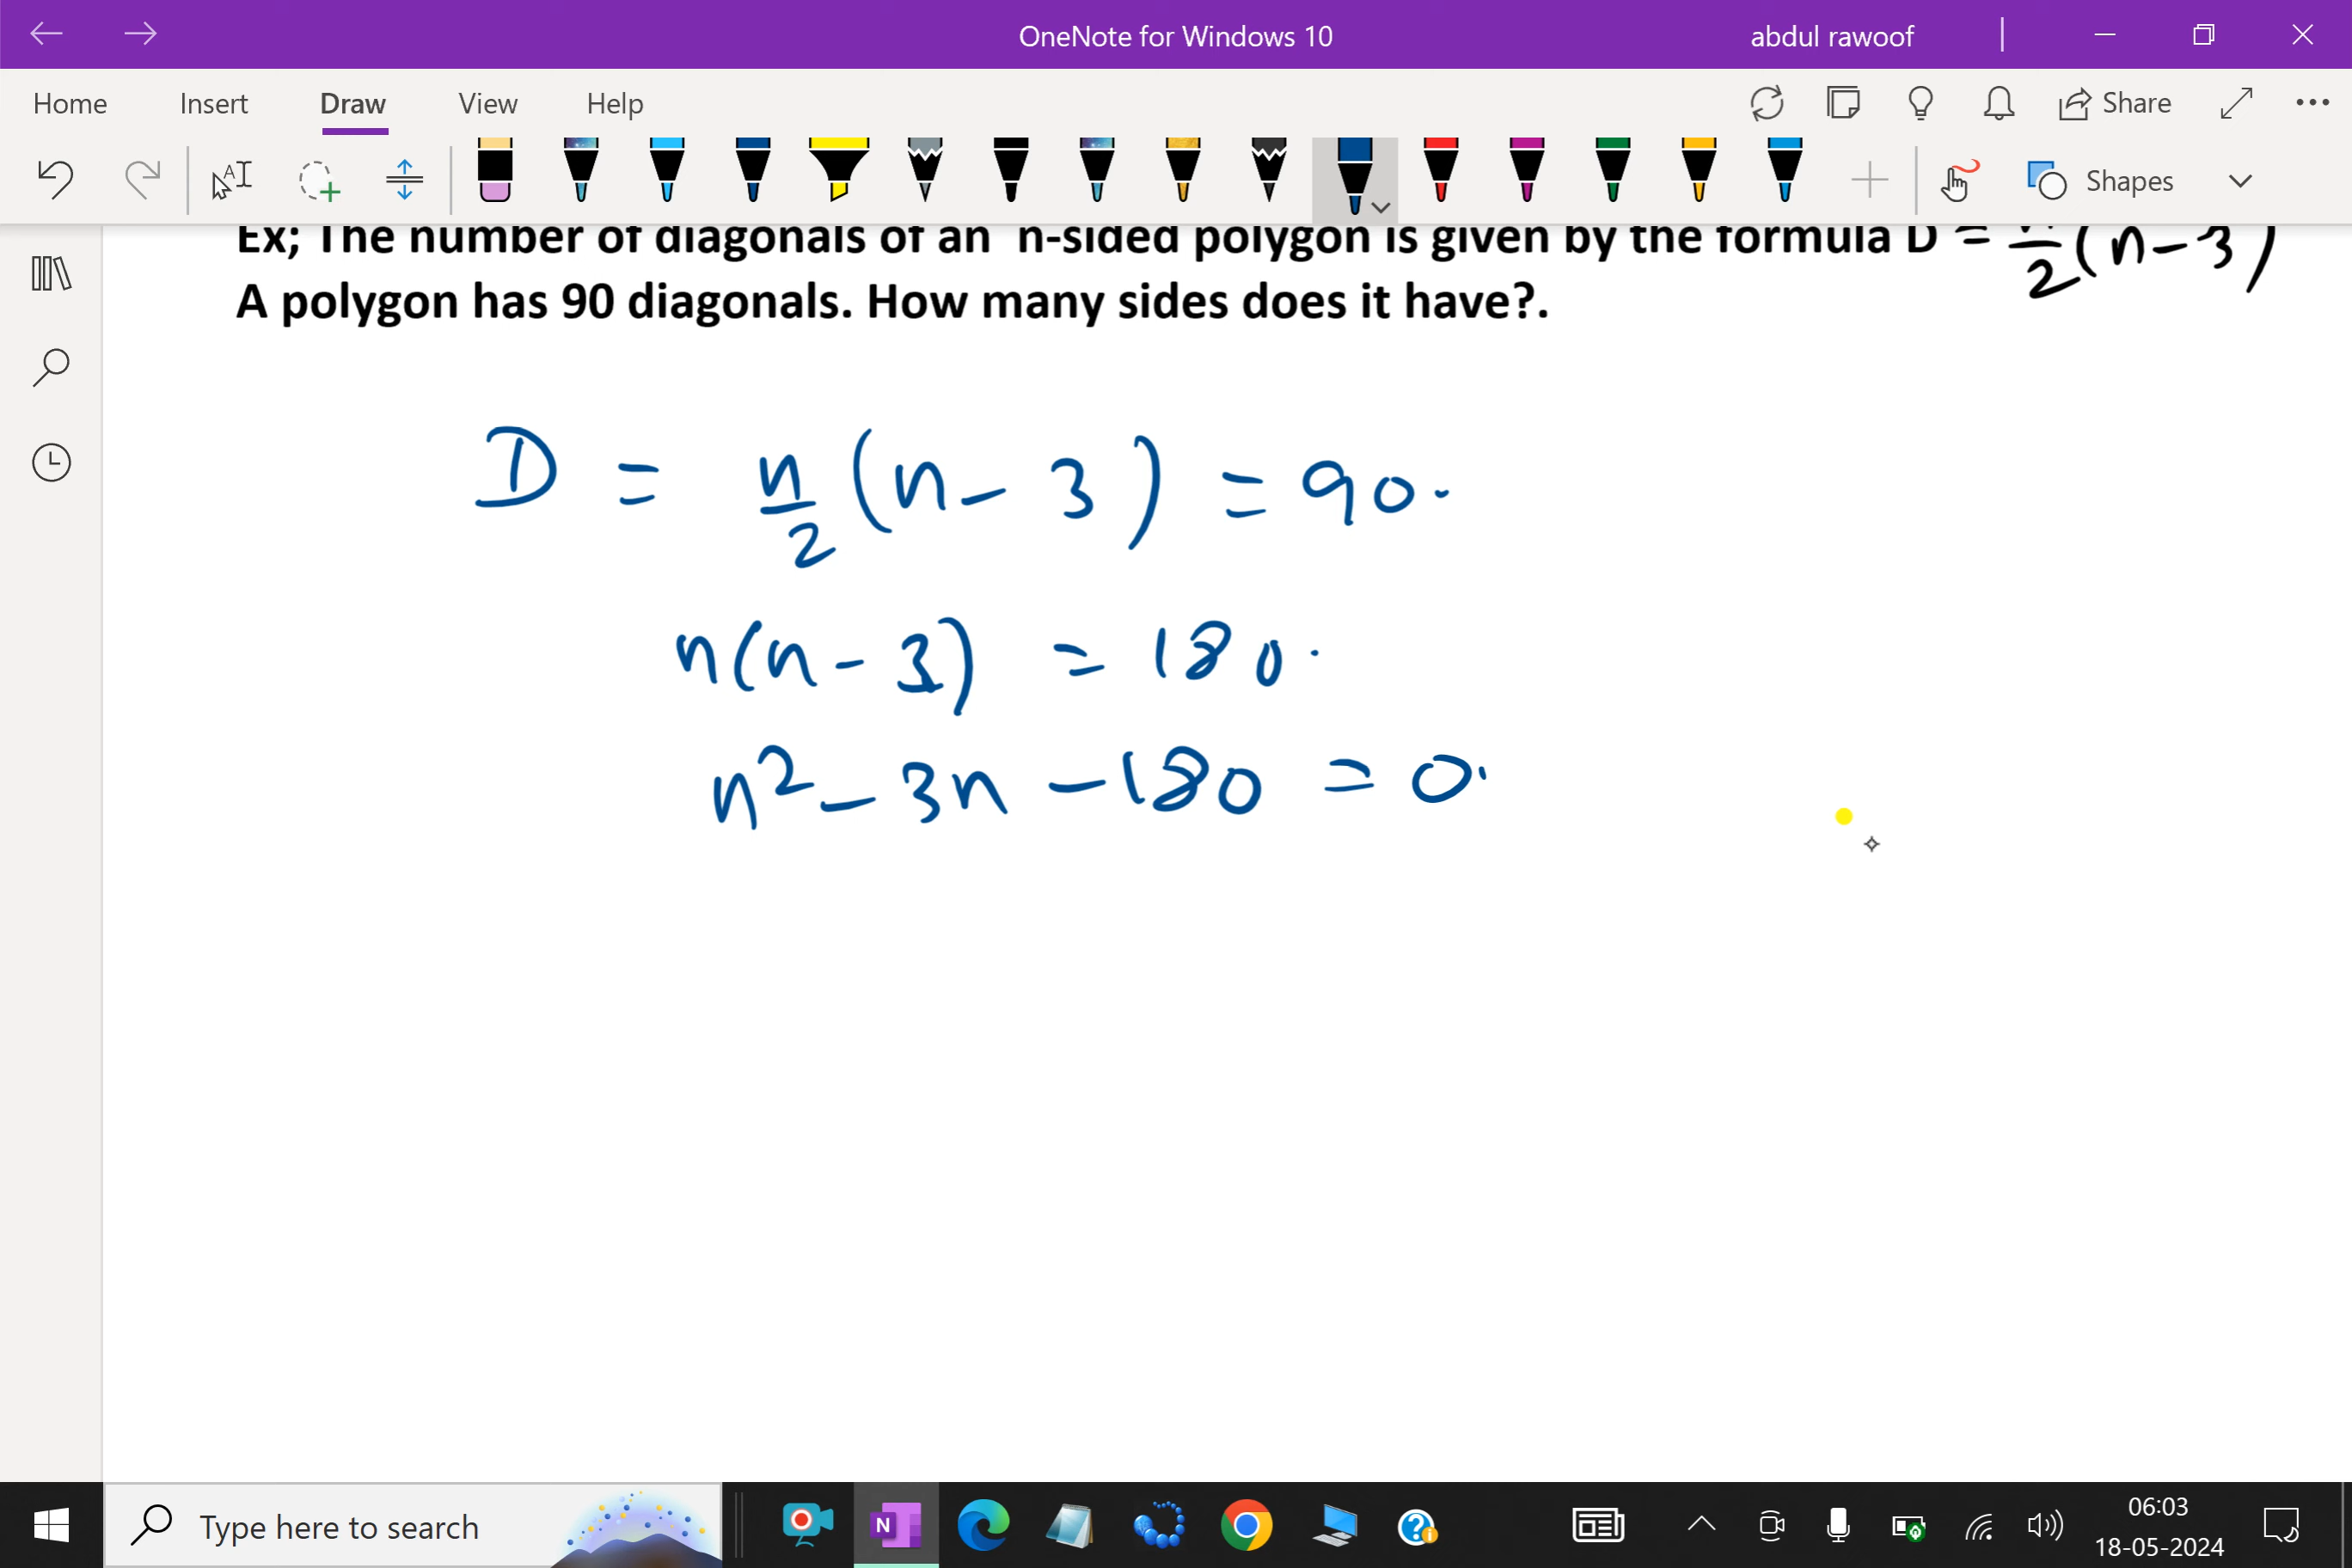 OneNote for Windows 10
abdul rawoof
Home Insert Draw View Help
Share
Shapes
Ex; The number of diagonals of an n-sided polygon is given by the formula D = n/2(n-3)
A polygon has 90 diagonals. How many sides does it have?.
D = n/2 (n-3) = 90.
n(n-3) = 180.
n²-3n-180 = 0.
Type here to search
06:03
18-05-2024